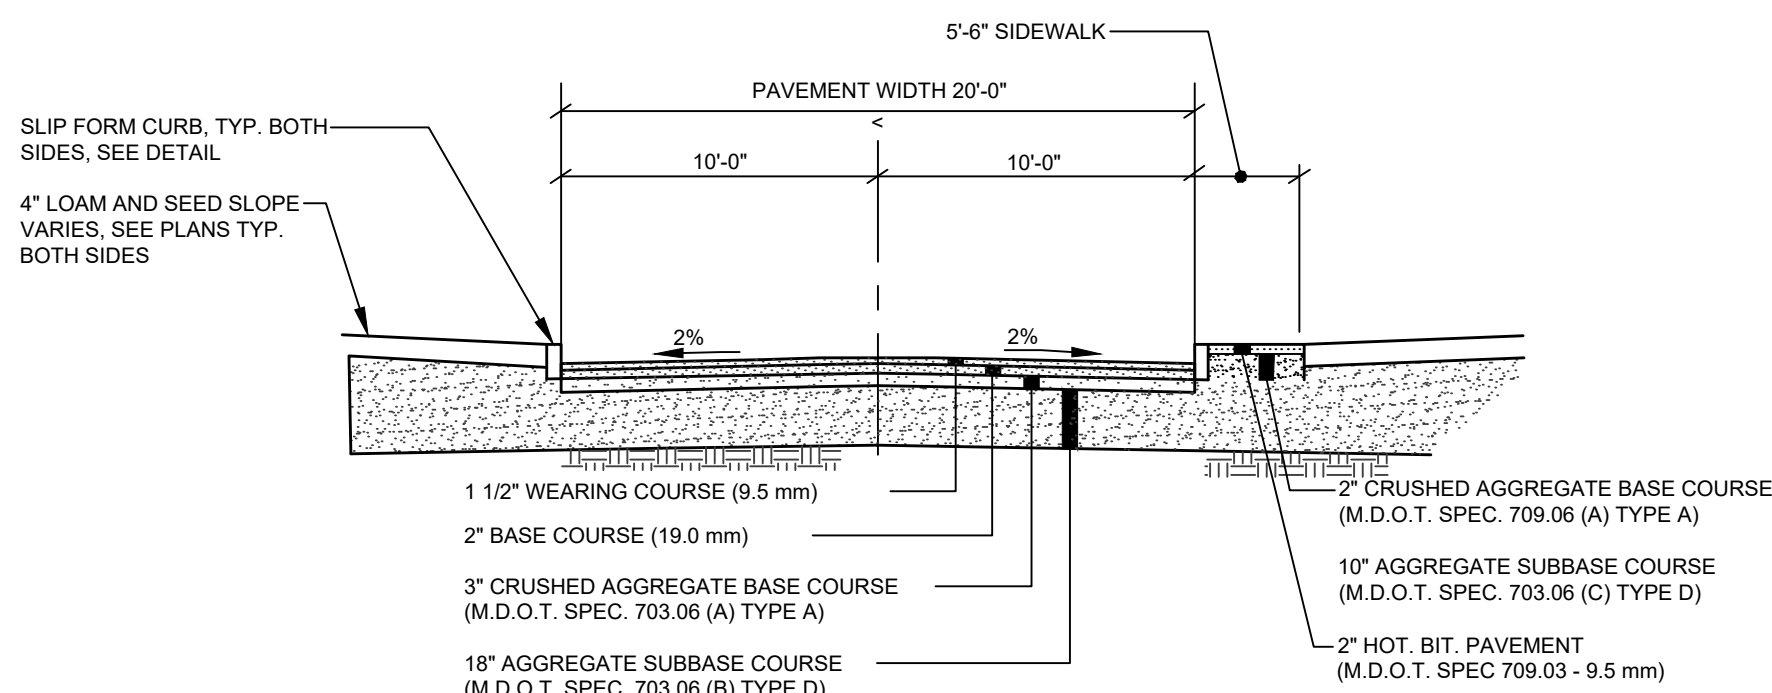 5'-6" SIDEWALK
PAVEMENT WIDTH 20'-0"
<
SLIP FORM CURB, TYP. BOTH
SIDES, SEE DETAIL
10'-0"
10'-0"
4" LOAM AND SEED SLOPE
VARIES, SEE PLANS TYP.
BOTH SIDES
2%
2%
1 1/2" WEARING COURSE (9.5 mm)
2" BASE COURSE (19.0 mm)
3" CRUSHED AGGREGATE BASE COURSE
(M.D.O.T. SPEC. 703.06 (A) TYPE A)
18" AGGREGATE SUBBASE COURSE
(M.D.O.T. SPEC. 703.06 (B) TYPE D)
2" CRUSHED AGGREGATE BASE COURSE
(M.D.O.T. SPEC. 709.06 (A) TYPE A)
10" AGGREGATE SUBBASE COURSE
(M.D.O.T. SPEC. 703.06 (C) TYPE D)
2" HOT. BIT. PAVEMENT
(M.D.O.T. SPEC 709.03 - 9.5 mm)